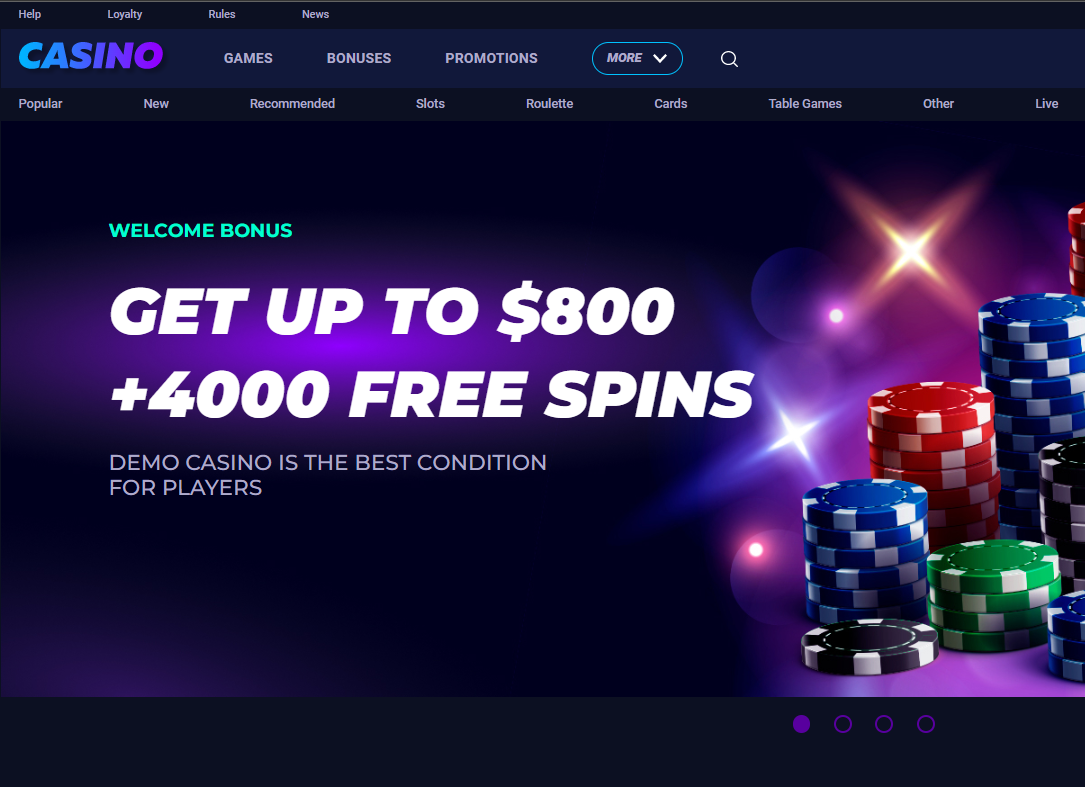 Help Loyalty Rules News
CASINO GAMES BONUSES PROMOTIONS MORE
Popular New Recommended Slots Roulette Cards Table Games Other Live
WELCOME BONUS
GET UP TO $800
+4000 FREE SPINS
DEMO CASINO IS THE BEST CONDITION
FOR PLAYERS